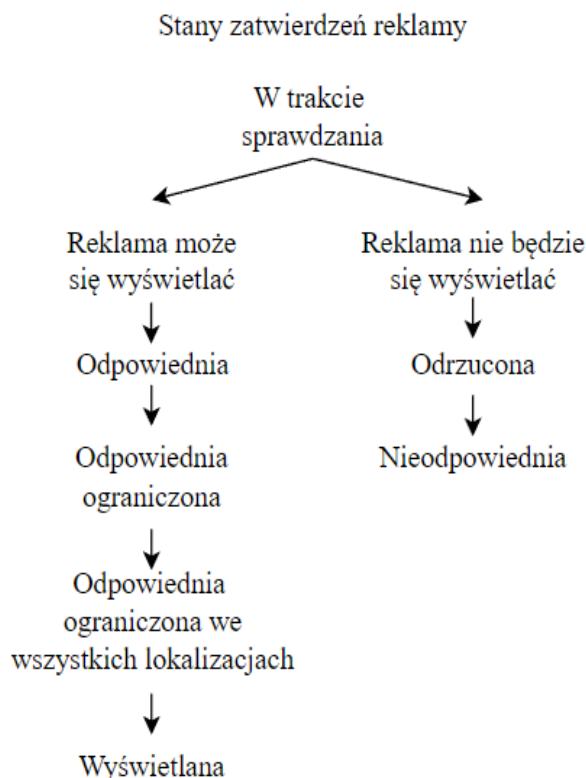 Stany zatwierdzeń reklamy
W trakcie
sprawdzania
Reklama może
się wyświetlać
Reklama nie będzie
się wyświetlać
Odpowiednia
Odrzucona
Odpowiednia
ograniczona
Nieodpowiednia
Odpowiednia
ograniczona we
wszystkich lokalizacjach
Wyświetlana